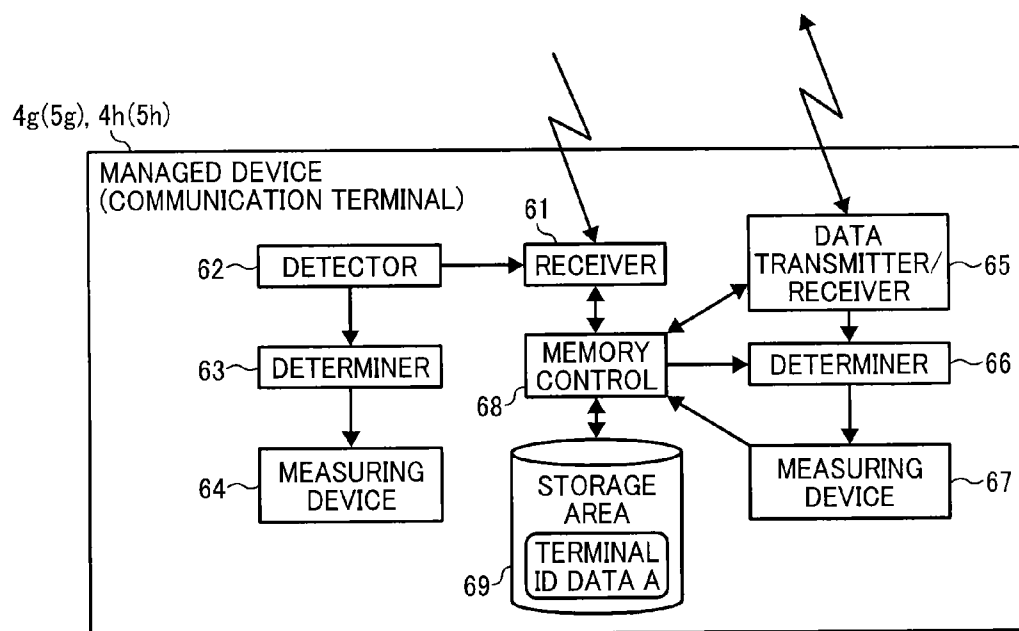 4g(5g), 4h(5h)
MANAGED DEVICE
(COMMUNICATION TERMINAL)
61
62
DETECTOR
RECEIVER
DATA
TRANSMITTER/
RECEIVER
65
63
DETERMINER
MEMORY
CONTROL
68
DETERMINER
66
64
MEASURING
DEVICE
STORAGE
AREA
TERMINAL
ID DATA A
69
MEASURING
DEVICE
67